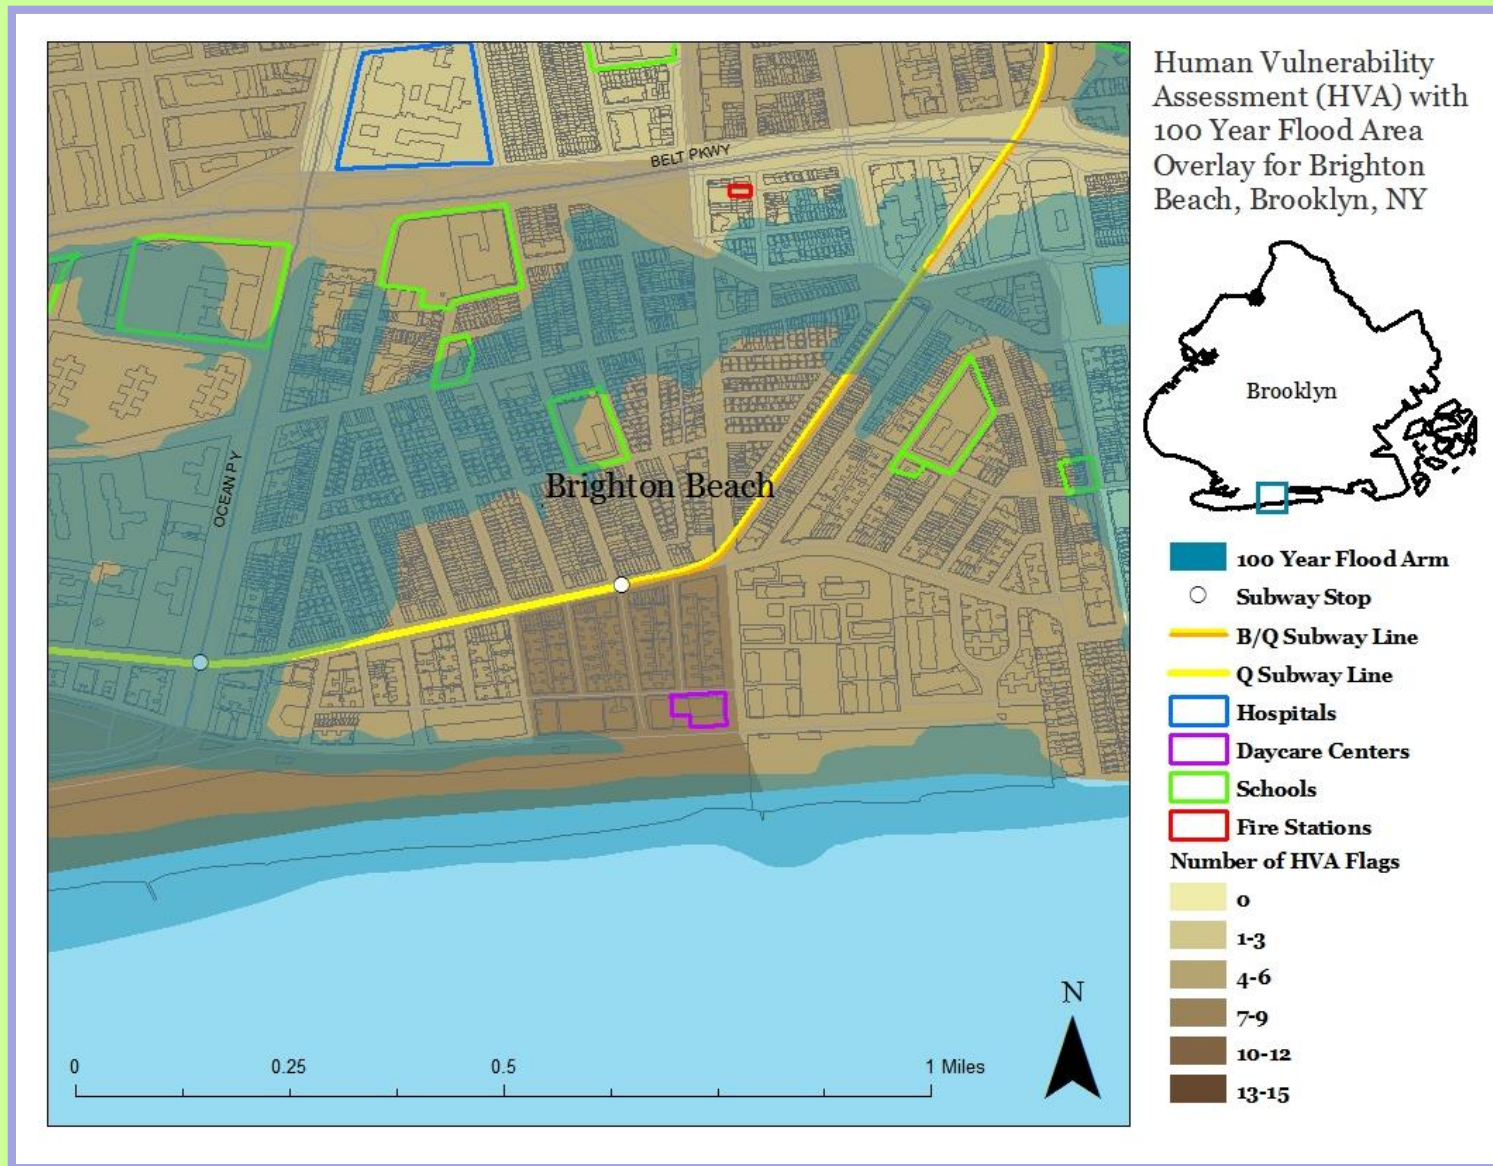 Human Vulnerability
Assessment (HVA) with
100 Year Flood Area
Overlay for Brighton
Beach, Brooklyn, NY
BELT PKWY
OCEAN PY
Brighton Beach
Brooklyn
100 Year Flood Arm
Subway Stop
B/Q Subway Line
Q Subway Line
Hospitals
Daycare Centers
Schools
Fire Stations
Number of HVA Flags
0
1-3
4-6
7-9
10-12
13-15
N
0 0.25 0.5 1 Miles